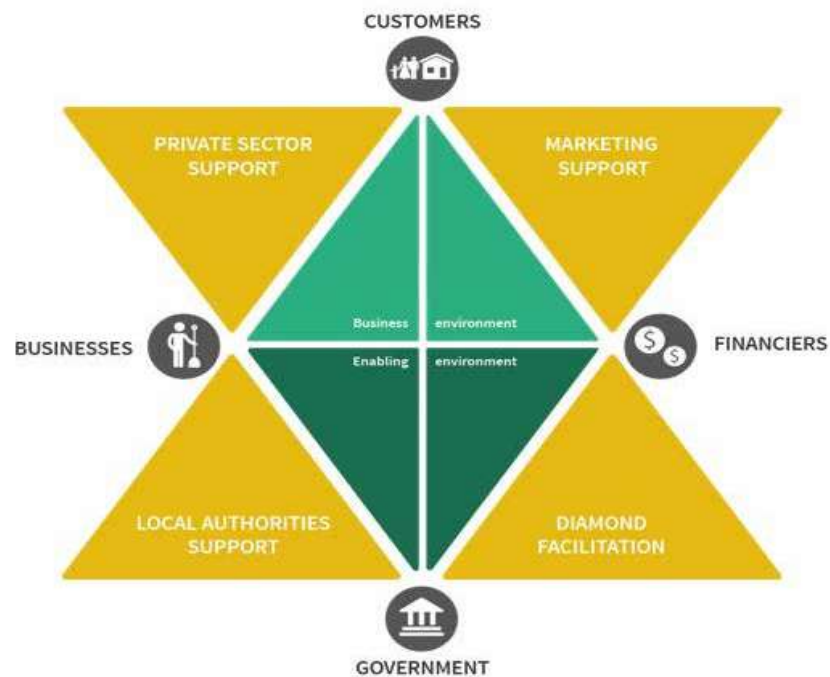 CUSTOMERS
PRIVATE SECTOR
SUPPORT
MARKETING
SUPPORT
Business environment
BUSINESSES
FINANCIERS
Enabling environment
LOCAL AUTHORITIES
SUPPORT
DIAMOND
FACILITATION
GOVERNMENT
$
$